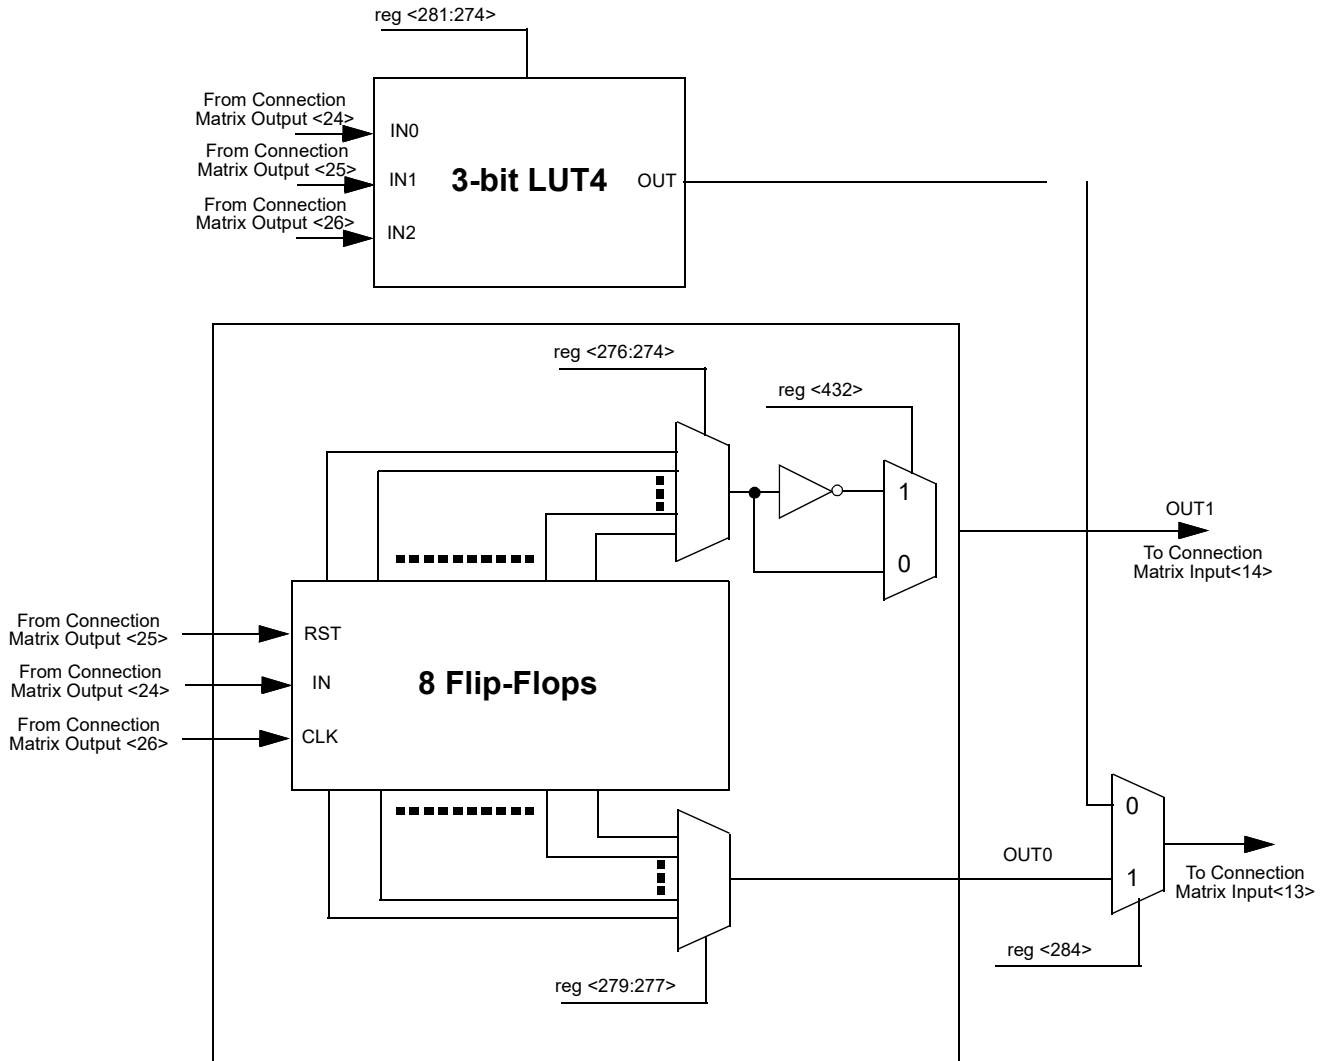 reg <281:274>
From Connection
Matrix Output <24>
IN0
From Connection
Matrix Output <25>
IN1
3-bit LUT4
OUT
From Connection
Matrix Output <26>
IN2
reg <276:274>
reg <432>
1
0
OUT1
To Connection
Matrix Input<14>
From Connection
Matrix Output <25>
RST
From Connection
Matrix Output <24>
IN
8 Flip-Flops
From Connection
Matrix Output <26>
CLK
0
OUT0
1
To Connection
Matrix Input<13>
reg <284>
reg <279:277>